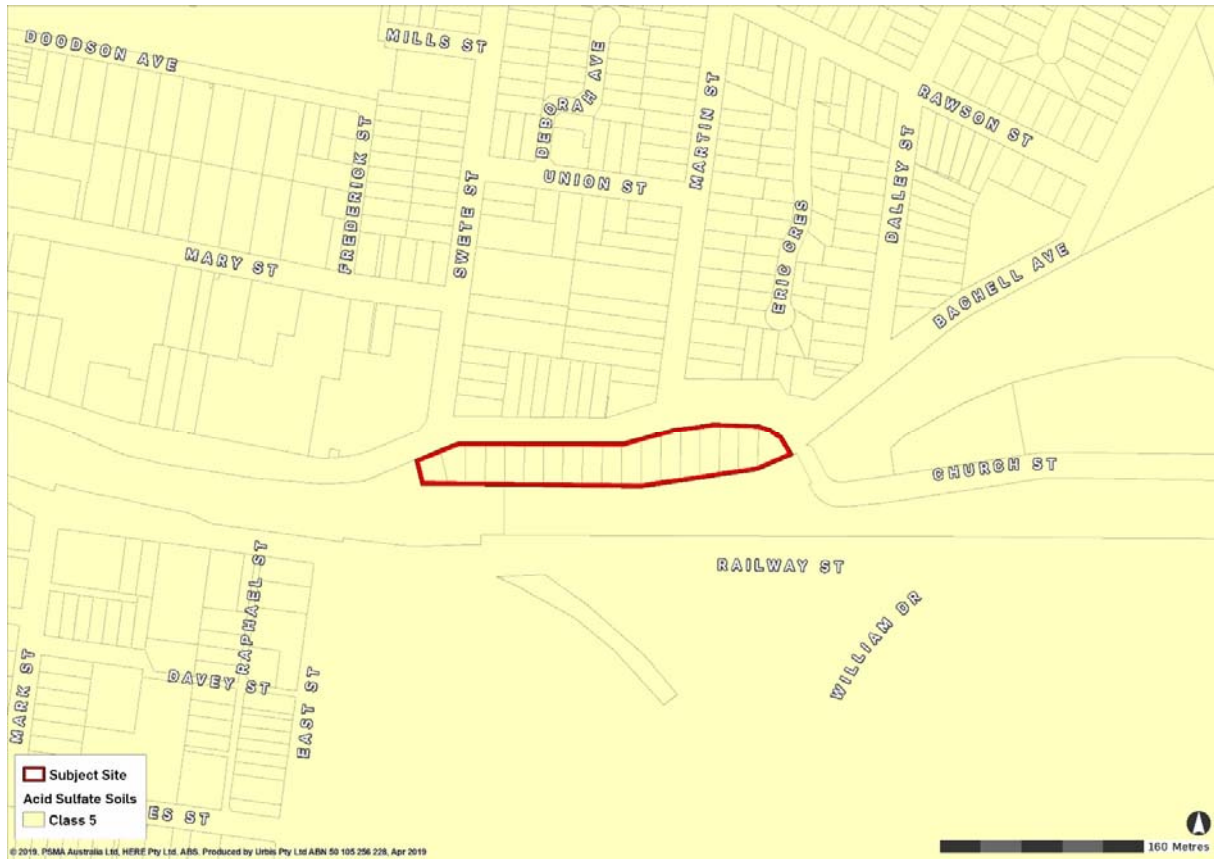 DOODSON AVE
MILLS ST
DEBORAH AVE
MARTIN ST
RAWSON ST
FREDERICK ST
SWETE ST
UNION ST
DALLEY ST
ERIC CRES
MARY ST
BACHELL AVE
CHURCH ST
RAILWAY ST
RAPHAEL ST
WILLIAM DR
MARK ST
DAVEY ST
EAST ST
Subject Site
Acid Sulfate Soils
Class 5
ES ST
160 Metres
© 2019. PSMA Australia Ltd, HERE Pty Ltd. ABS. Produced by Urbis Pty Ltd ABN 50 105 256 228, Apr 2019